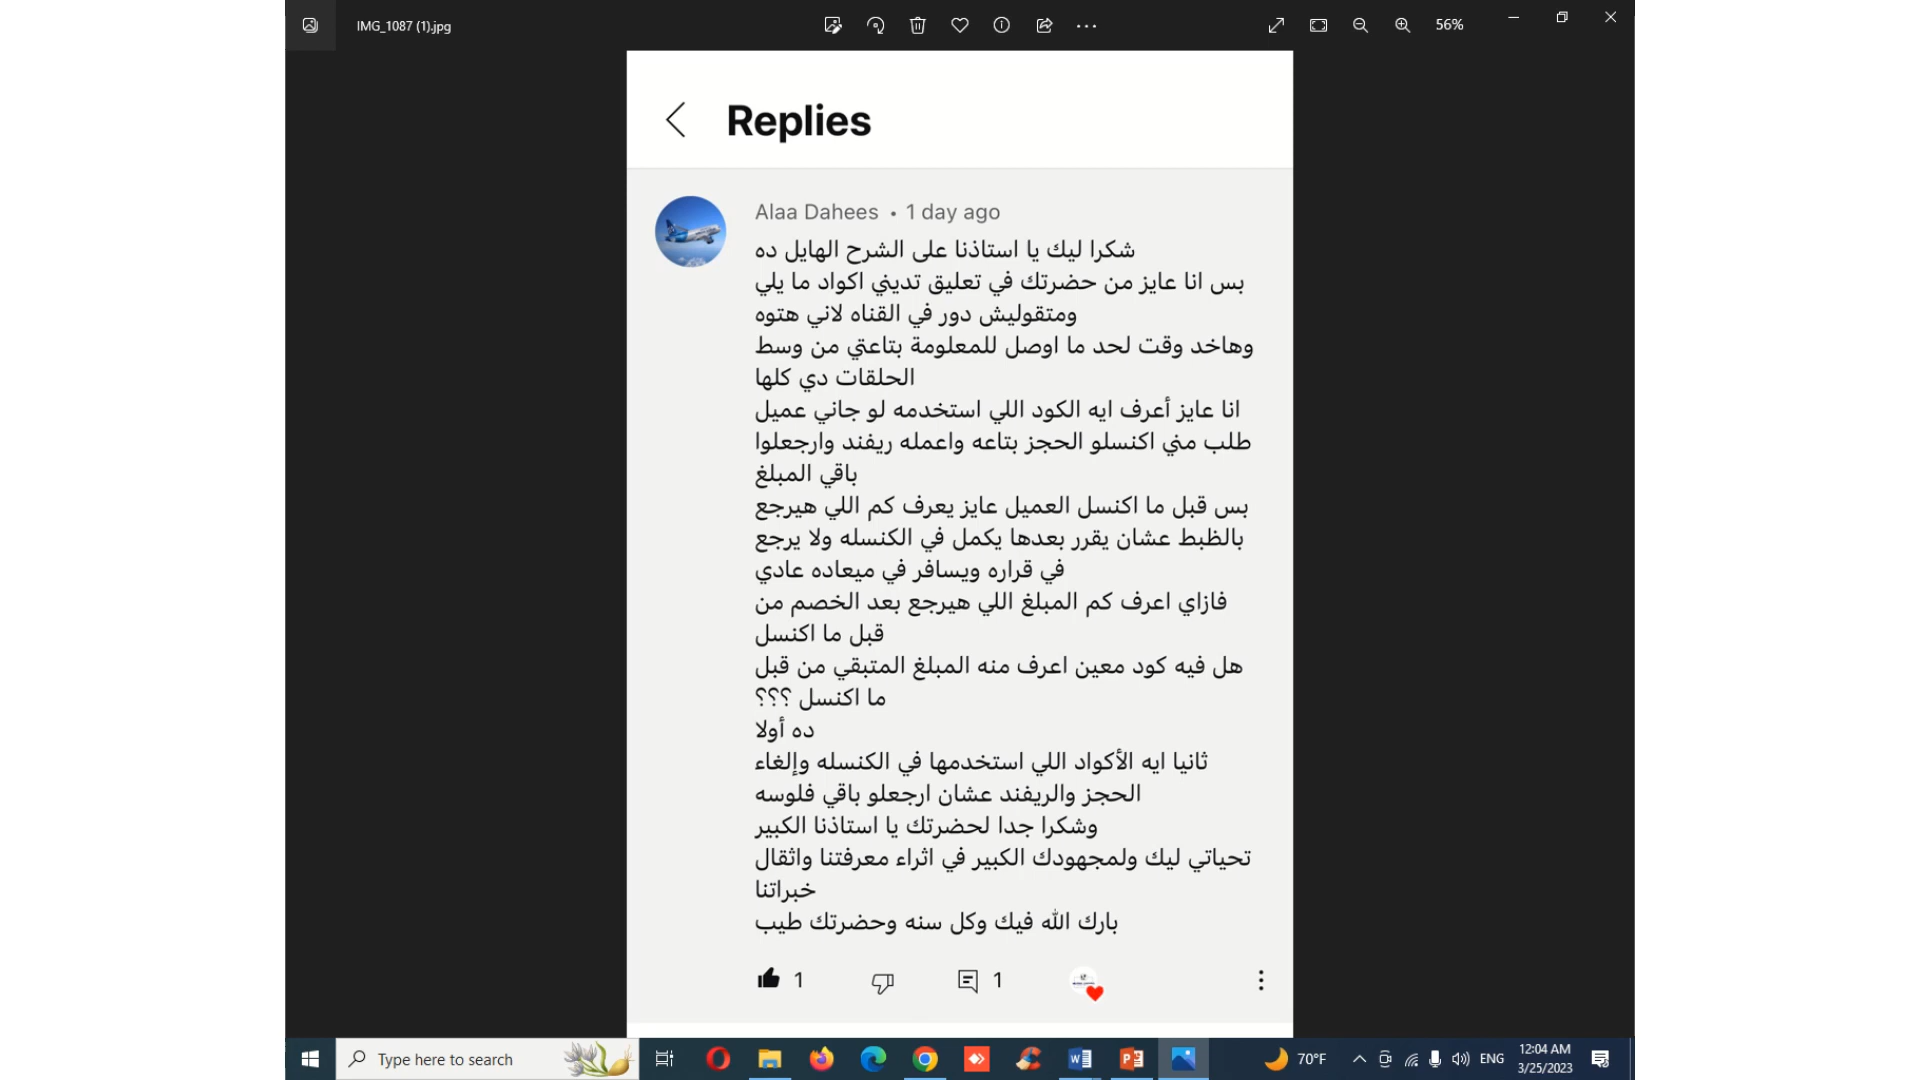 IMG_1087 (1).jpg
56%
Replies
Alaa Dahees • 1 day ago
شكرا ليك يا استاذنا على الشرح الهايل ده
بس انا عايز من حضرتك في تعليق تديني اكواد ما يلي
ومتقوليش دور في القناه لاني هتوه
وهاخد وقت لحد ما اوصل للمعلومة بتاعتي من وسط
الحلقات دي كلها
انا عايز أعرف ايه الكود اللي استخدمه لو جاني عميل
طلب مني اكنسلو الحجز بتاعه واعمله ريفند وارجعلوا
باقي المبلغ
بس قبل ما اكنسل العميل عايز يعرف كم اللي هيرجع
بالظبط عشان يقرر بعدها يكمل في الكنسله ولا يرجع
في قراره ويسافر في ميعاده عادي
فازاي اعرف كم المبلغ اللي هيرجع بعد الخصم من
قبل ما اكنسل
هل فيه كود معين اعرف منه المبلغ المتبقي من قبل
ما اكنسل ؟؟؟
ده أولا
ثانيا ايه الأكواد اللي استخدمها في الكنسله وإلغاء
الحجز والريفند عشان ارجعلو باقي فلوسه
وشكرا جدا لحضرتك يا استاذنا الكبير
تحياتي ليك ولمجهودك الكبير في اثراء معرفتنا واثقال
خبراتنا
بارك الله فيك وكل سنه وحضرتك طيب
1 1
Type here to search
70°F
ENG
12:04 AM
3/25/2023